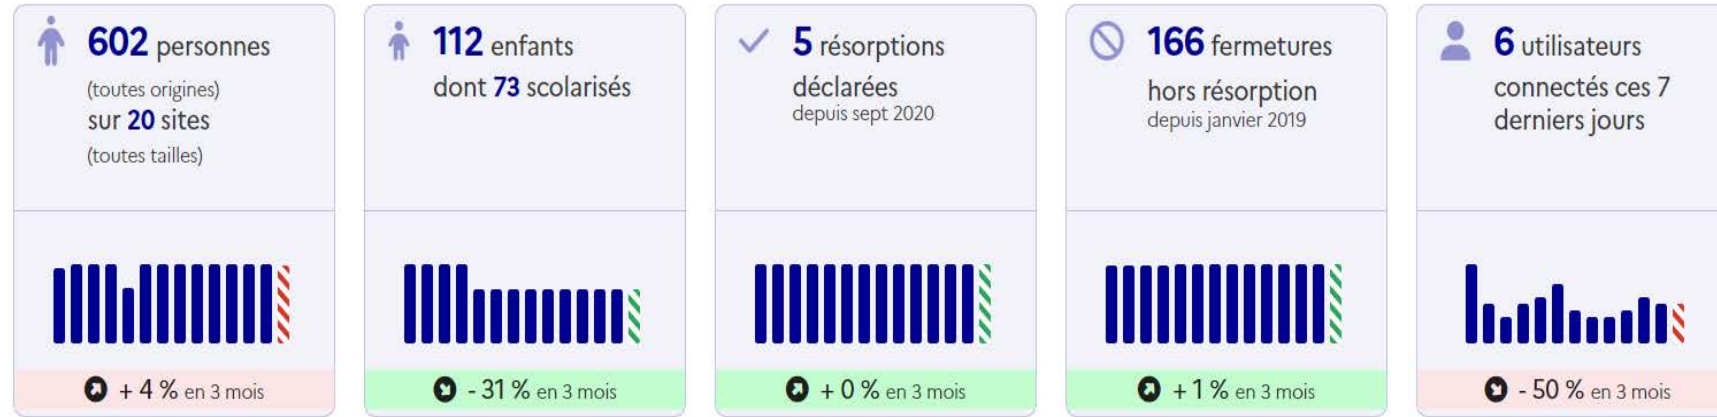 602 personnes
(toutes origines)
sur 20 sites
(toutes tailles)
+ 4 % en 3 mois
112 enfants
dont 73 scolarisés
- 31 % en 3 mois
5 résorptions
déclarées
depuis sept 2020
+ 0 % en 3 mois
166 fermetures
hors résorption
depuis janvier 2019
+ 1 % en 3 mois
6 utilisateurs
connectés ces 7
derniers jours
- 50 % en 3 mois